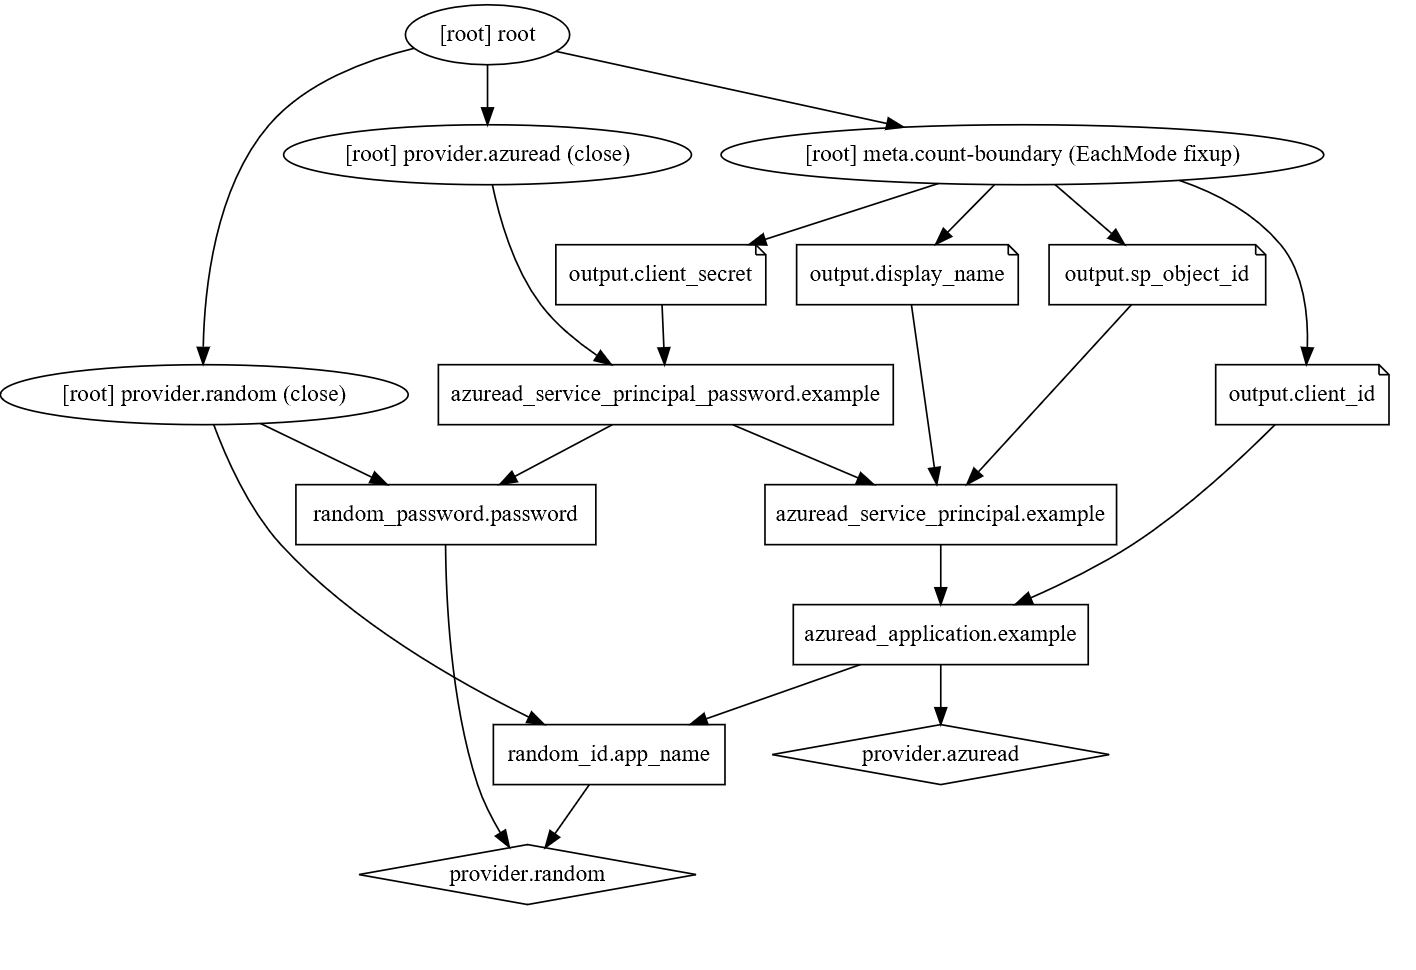 [root] root
[root] provider.azuread (close)
[root] meta.count-boundary (EachMode fixup)
output.client_secret
output.display_name
output.sp_object_id
[root] provider.random (close)
azuread_service_principal_password.example
output.client_id
random_password.password
azuread_service_principal.example
azuread_application.example
random_id.app_name
provider.azuread
provider.random